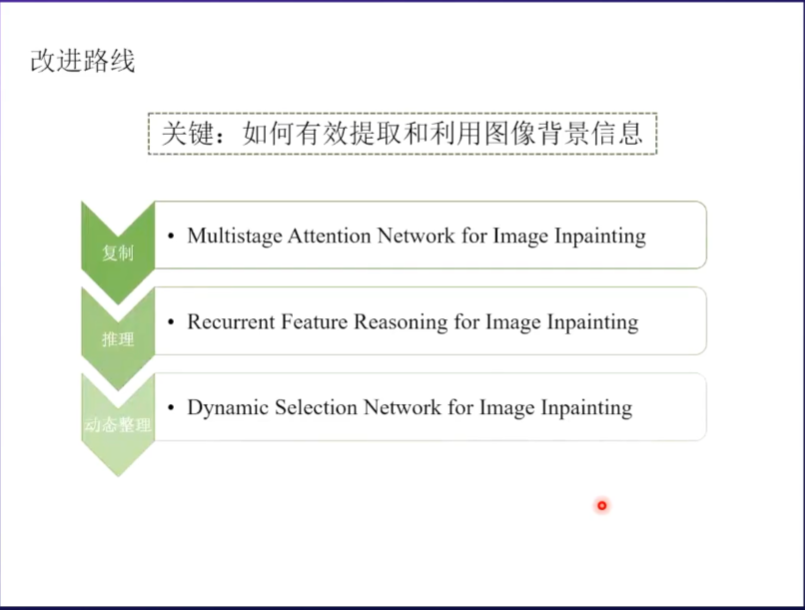 改进路线
关键：如何有效提取和利用图像背景信息
复制
• Multistage Attention Network for Image Inpainting
推理
• Recurrent Feature Reasoning for Image Inpainting
动态整理
• Dynamic Selection Network for Image Inpainting